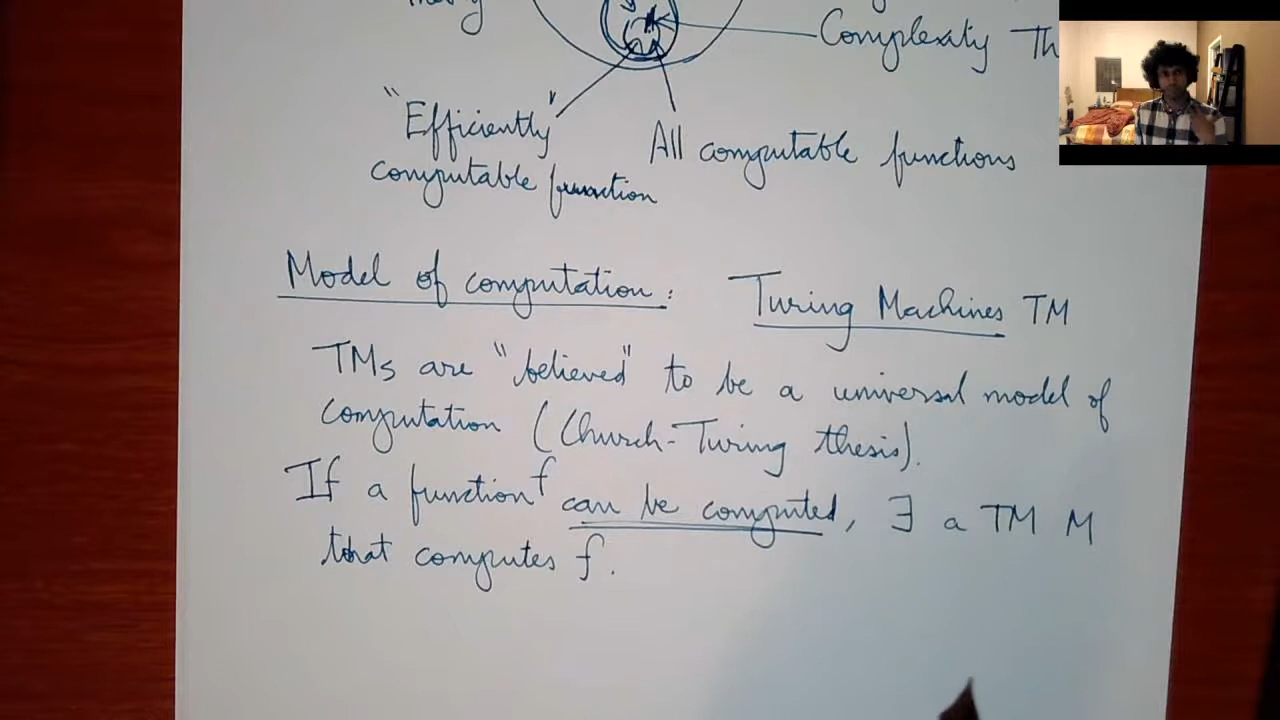 Complexity Th
"Efficiently"
computable function
All computable functions
Model of computation: Turing Machines TM
TMs are "believed" to be a universal model of
computation (Church-Turing thesis).
If a function f can be computed, ∃ a TM M
that computes f.